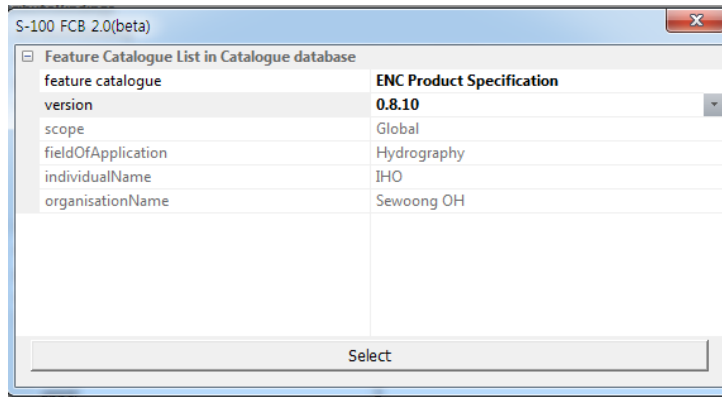 S-100 FCB 2.0(beta)
Feature Catalogue List in Catalogue database
feature catalogue ENC Product Specification
version 0.8.10
scope Global
fieldOfApplication Hydrography
individualName IHO
organisationName Sewoong OH
Select